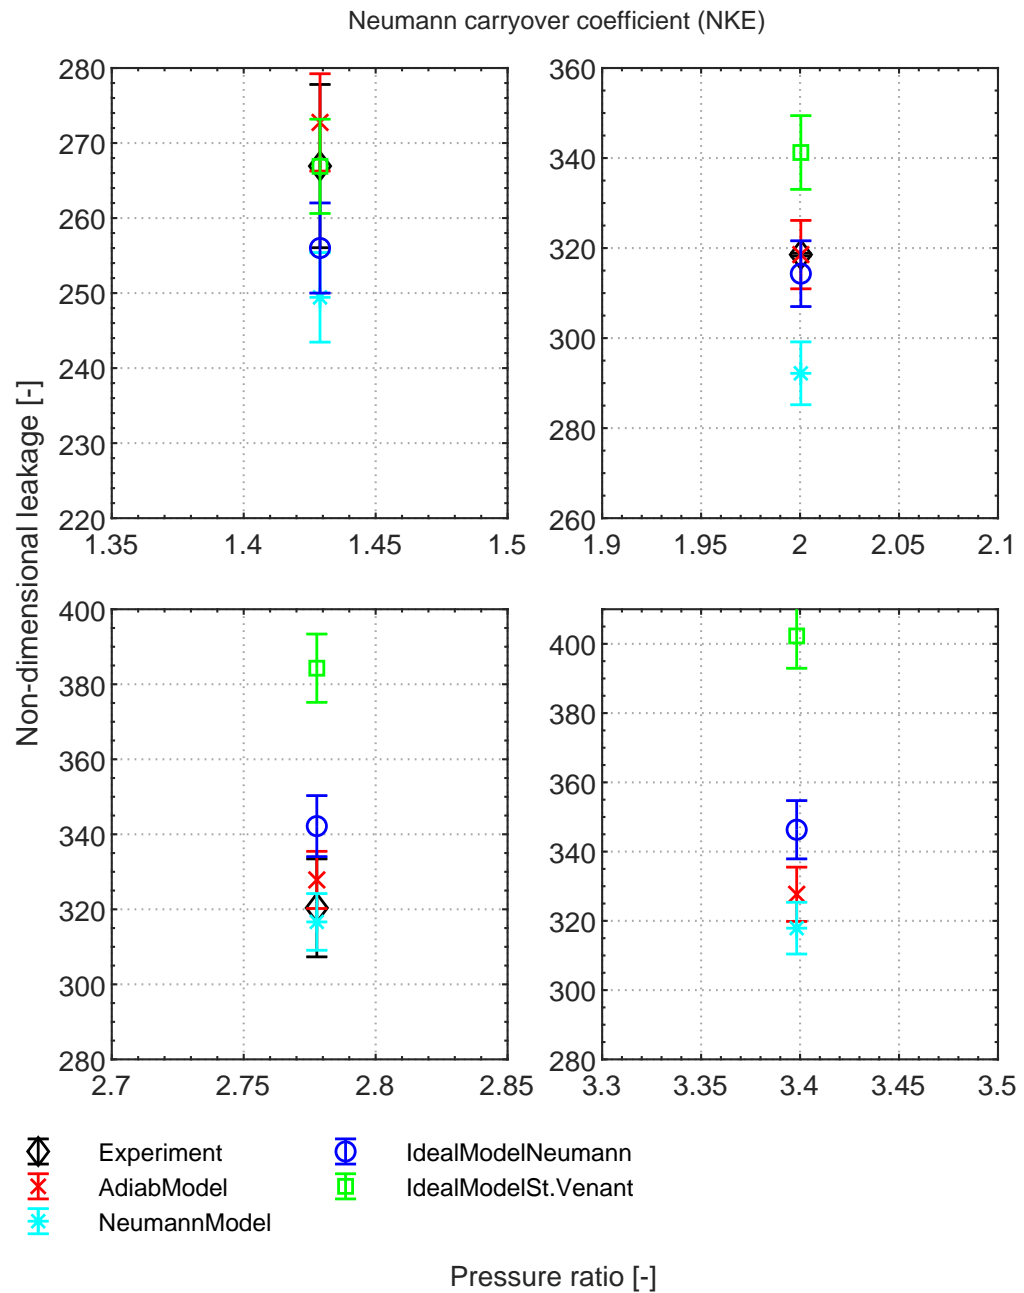 Neumann carryover coefficient (NKE)
280
270
260
250
240
230
220
1.35 1.4 1.45 1.5
360
340
320
300
280
260
1.9 1.95 2 2.05 2.1
Non-dimensional leakage [-]
400
380
360
340
320
300
280
2.7 2.75 2.8 2.85
400
380
360
340
320
300
280
3.3 3.35 3.4 3.45 3.5
Experiment
AdiabModel
NeumannModel
IdealModelNeumann
IdealModelSt.Venant
Pressure ratio [-]